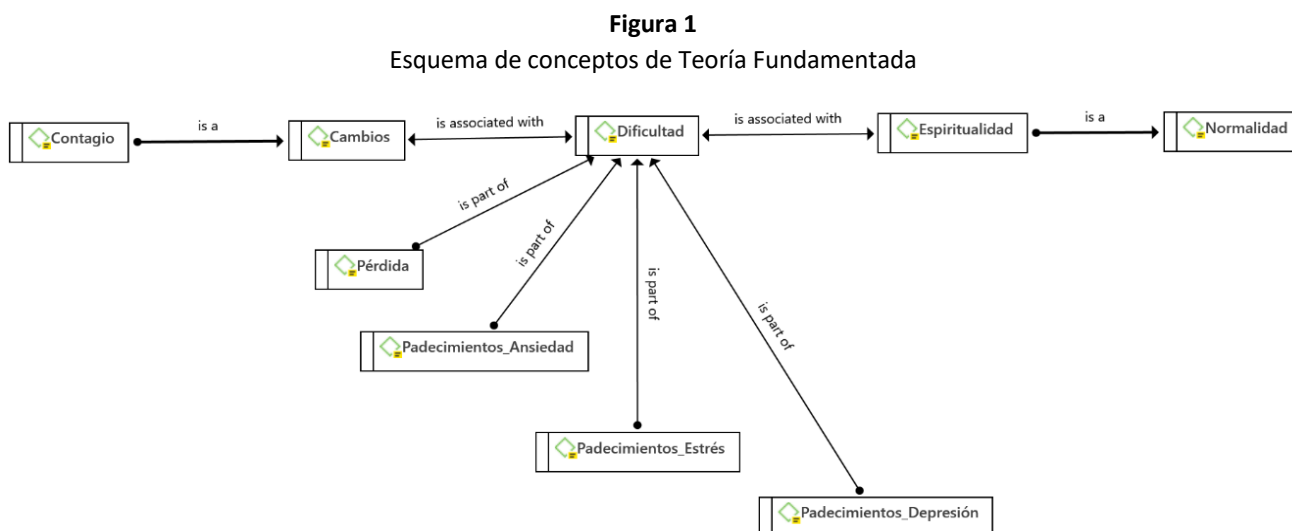 Figura 1
Esquema de conceptos de Teoría Fundamentada
Contagio
is a
Cambios
is associated with
Dificultad
is associated with
Espiritualidad
is a
Normalidad
is part of
Pérdida
is part of
Padecimientos_Ansiedad
is part of
Padecimientos_Estrés
is part of
Padecimientos_Depresión